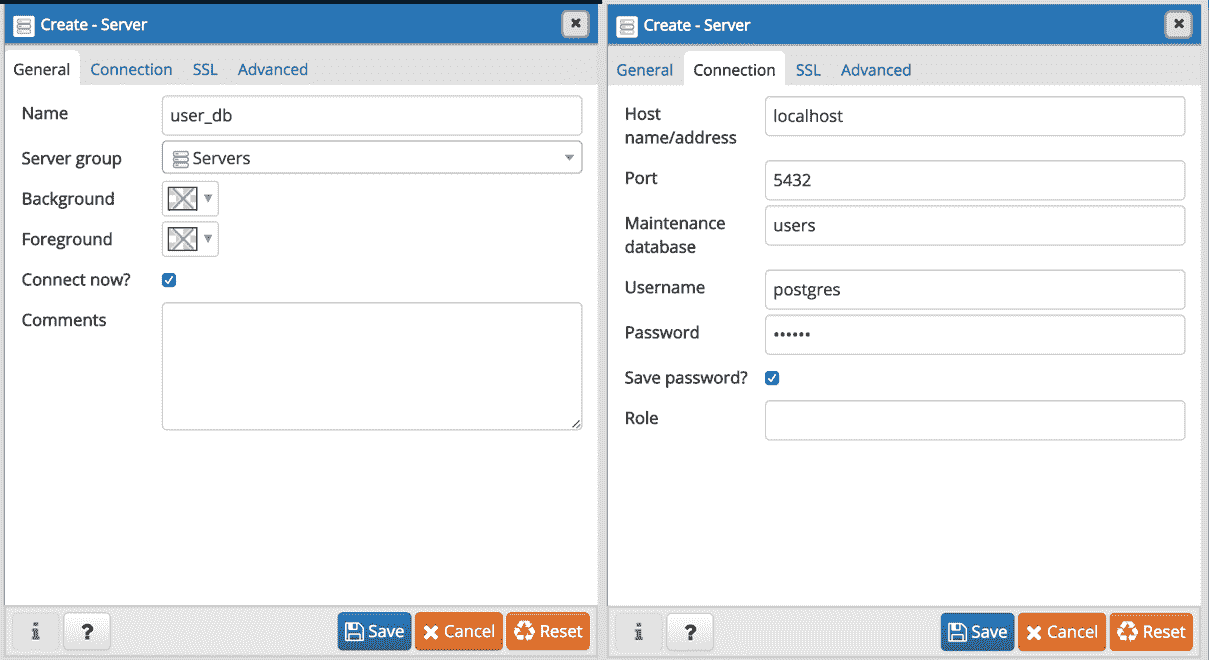 Create - Server
General Connection SSL Advanced
Name user_db
Server group Servers
Background
Foreground
Connect now?
Comments
i ? Save Cancel Reset
Create - Server
General Connection SSL Advanced
Host
name/address
localhost
Port 5432
Maintenance
database
users
Username postgres
Password ••••••
Save password?
Role
i ? Save Cancel Reset